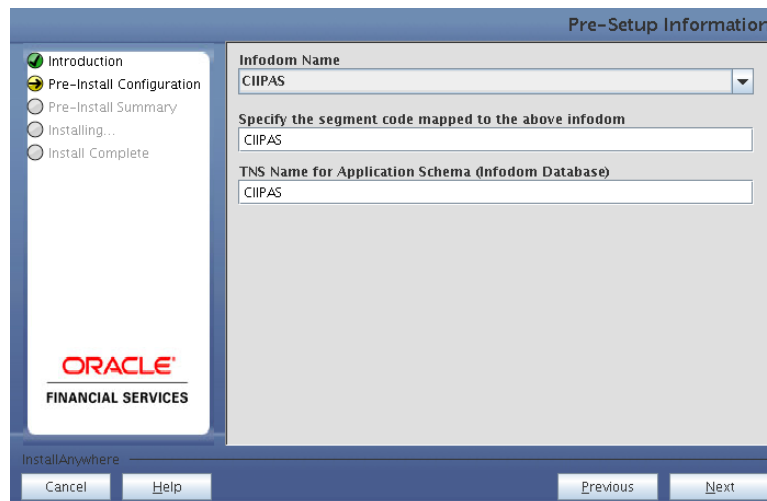 Pre-Setup Information
Introduction
Pre-Install Configuration
Pre-Install Summary
Installing...
Install Complete
Infodom Name
CIIPAS
Specify the segment code mapped to the above infodom
CIIPAS
TNS Name for Application Schema (Infodom Database)
CIIPAS
ORACLE
FINANCIAL SERVICES
InstallAnywhere
Cancel
Help
Previous
Next